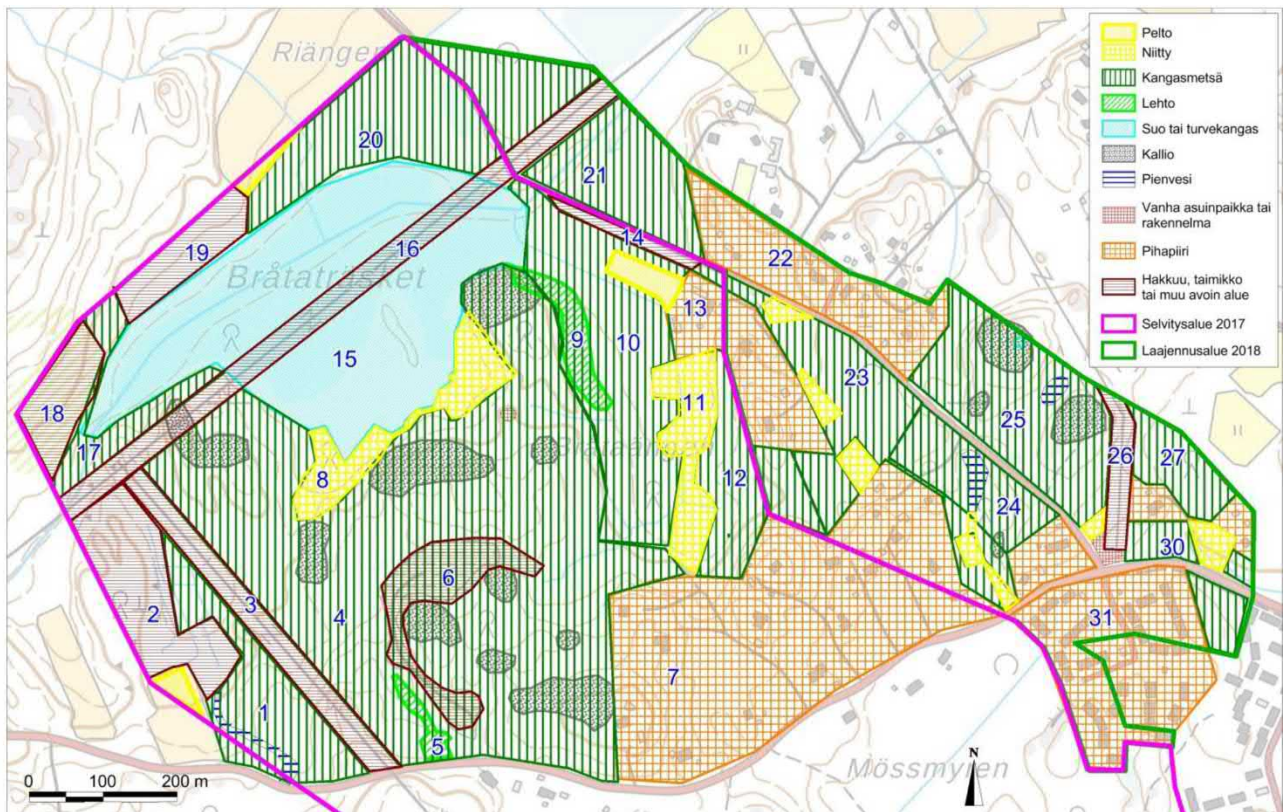 Riängen
Pelto
Niitty
Kangasmetsä
Lehto
Suo tai turvekangas
Kallio
Pienvesi
Vanha asuinpaikka tai
rakennelma
Pihapiiri
Hakkuu, taimikko
tai muu avoin alue
Selvitysalue 2017
Laajennusalue 2018
20
21
19
16
14
22
Bråtaträsket
13
15
9
10
23
25
18
11
17
8
12
26
27
24
30
6
3
2
4
31
7
1
5
0 100 200 m
N
Mössmyren